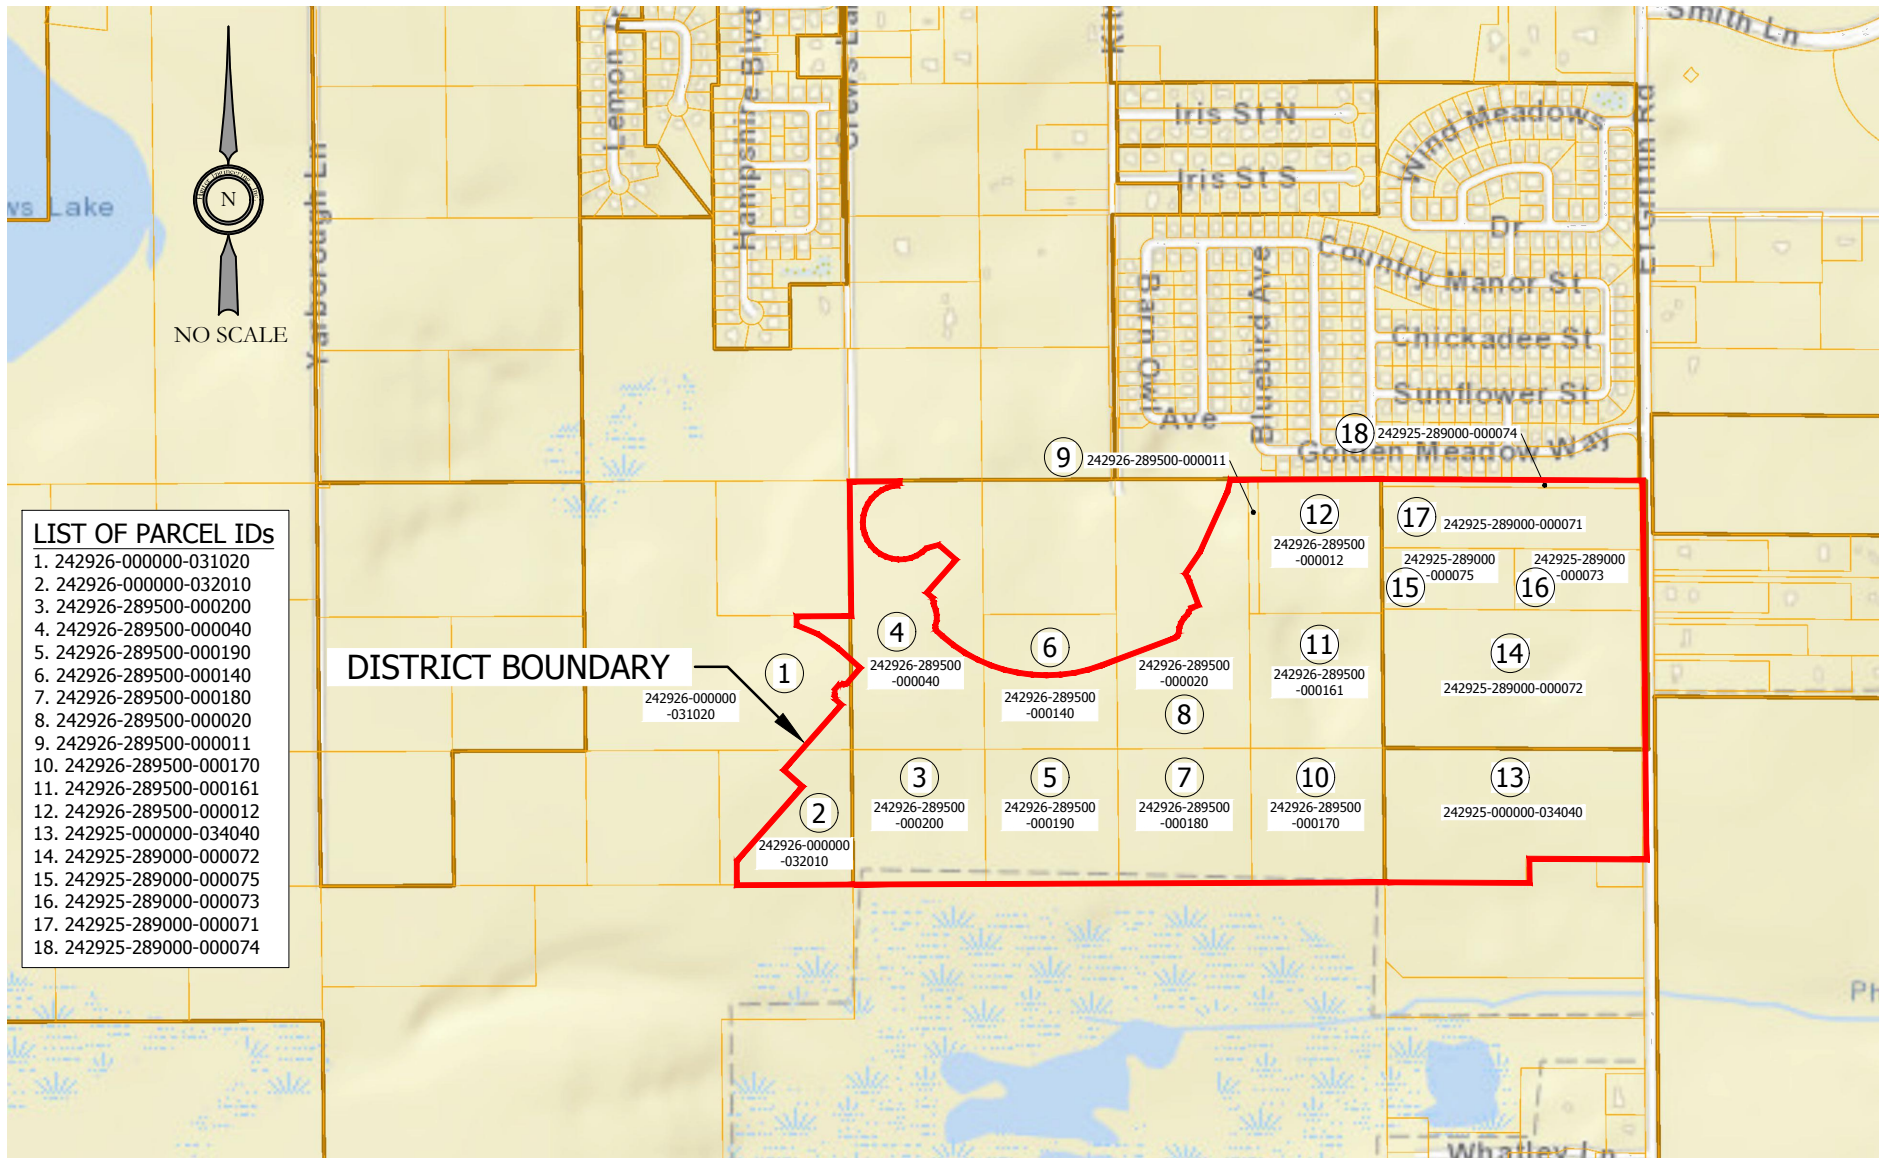 Smith Ln
Lemon
Hampshire Blvd
Crews La
Kit
Iris St N
Iris St S
Wind Meadows
Dr
ET Griffin Rd
ws Lake
Yarborough Ln
N
NO SCALE
Country Manor St
Barn Owl
Ave
Bluebird Ave
Chickadee St
Sunflower St
Golden Meadow Way
18 242925-289000-000074
9 242926-289500-000011
LIST OF PARCEL IDs
1. 242926-000000-031020
2. 242926-000000-032010
3. 242926-289500-000200
4. 242926-289500-000040
5. 242926-289500-000190
6. 242926-289500-000140
7. 242926-289500-000180
8. 242926-289500-000020
9. 242926-289500-000011
10. 242926-289500-000170
11. 242926-289500-000161
12. 242926-289500-000012
13. 242925-000000-034040
14. 242925-289000-000072
15. 242925-289000-000075
16. 242925-289000-000073
17. 242925-289000-000071
18. 242925-289000-000074
DISTRICT BOUNDARY
12
242926-289500
-000012
17 242925-289000-000071
242925-289000
-000075
15
242925-289000
-000073
16
1
242926-000000
-031020
4
242926-289500
-000040
6
242926-289500
-000140
242926-289500
-000020
8
11
242926-289500
-000161
14
242925-289000-000072
2
242926-000000
-032010
3
242926-289500
-000200
5
242926-289500
-000190
7
242926-289500
-000180
10
242926-289500
-000170
13
242925-000000-034040
Ph
Whatley Ln